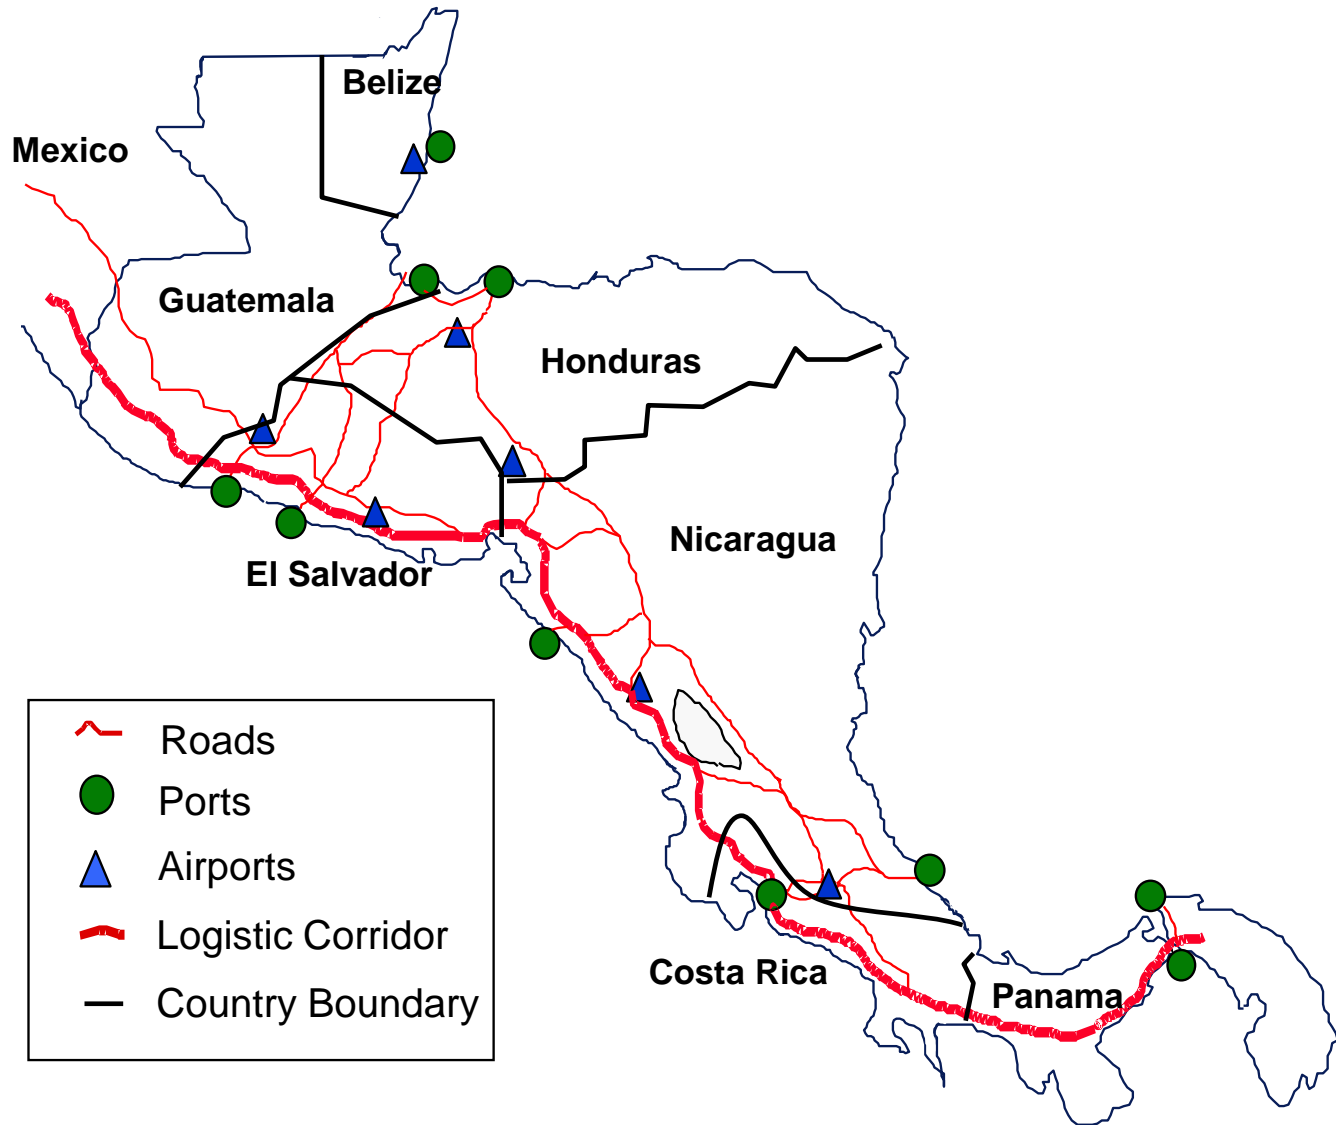 Belize
Mexico
Guatemala
Honduras
Nicaragua
El Salvador
Costa Rica
Panama
Roads
Ports
Airports
Logistic Corridor
Country Boundary